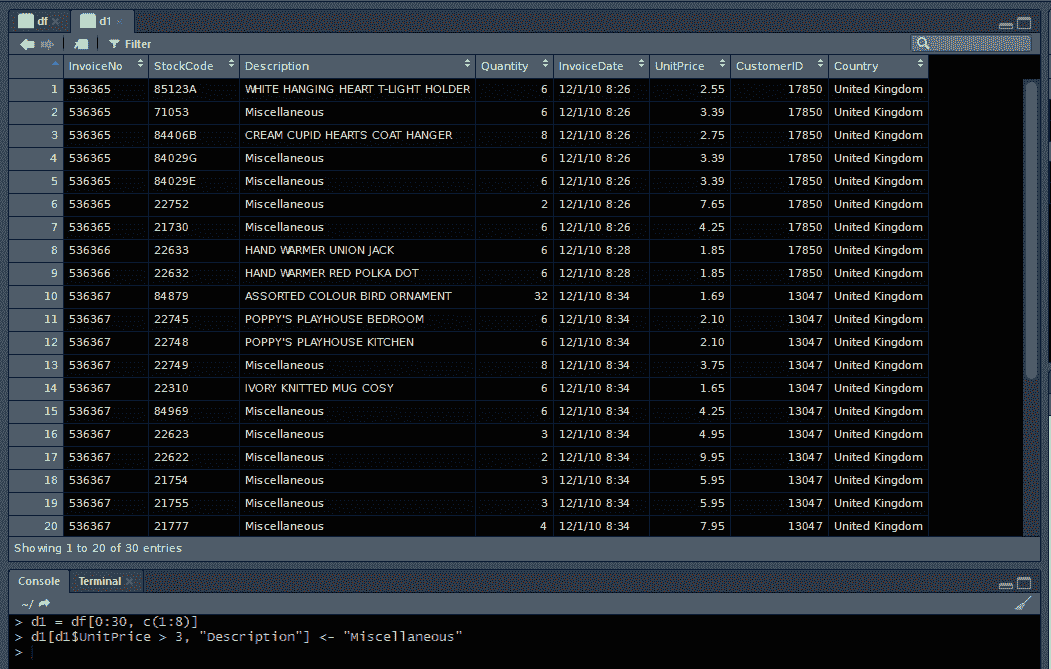 df d1
Filter
InvoiceNo StockCode Description Quantity InvoiceDate UnitPrice CustomerID Country
1 536365 85123A WHITE HANGING HEART T-LIGHT HOLDER 6 12/1/10 8:26 2.55 17850 United Kingdom
2 536365 71053 Miscellaneous 6 12/1/10 8:26 3.39 17850 United Kingdom
3 536365 84406B CREAM CUPID HEARTS COAT HANGER 8 12/1/10 8:26 2.75 17850 United Kingdom
4 536365 84029G Miscellaneous 6 12/1/10 8:26 3.39 17850 United Kingdom
5 536365 84029E Miscellaneous 6 12/1/10 8:26 3.39 17850 United Kingdom
6 536365 22752 Miscellaneous 2 12/1/10 8:26 7.65 17850 United Kingdom
7 536365 21730 Miscellaneous 6 12/1/10 8:26 4.25 17850 United Kingdom
8 536366 22633 HAND WARMER UNION JACK 6 12/1/10 8:28 1.85 17850 United Kingdom
9 536366 22632 HAND WARMER RED POLKA DOT 6 12/1/10 8:28 1.85 17850 United Kingdom
10 536367 84879 ASSORTED COLOUR BIRD ORNAMENT 32 12/1/10 8:34 1.69 13047 United Kingdom
11 536367 22745 POPPY'S PLAYHOUSE BEDROOM 6 12/1/10 8:34 2.10 13047 United Kingdom
12 536367 22748 POPPY'S PLAYHOUSE KITCHEN 6 12/1/10 8:34 2.10 13047 United Kingdom
13 536367 22749 Miscellaneous 8 12/1/10 8:34 3.75 13047 United Kingdom
14 536367 22310 IVORY KNITTED MUG COSY 6 12/1/10 8:34 1.65 13047 United Kingdom
15 536367 84969 Miscellaneous 6 12/1/10 8:34 4.25 13047 United Kingdom
16 536367 22623 Miscellaneous 3 12/1/10 8:34 4.95 13047 United Kingdom
17 536367 22622 Miscellaneous 2 12/1/10 8:34 9.95 13047 United Kingdom
18 536367 21754 Miscellaneous 3 12/1/10 8:34 5.95 13047 United Kingdom
19 536367 21755 Miscellaneous 3 12/1/10 8:34 5.95 13047 United Kingdom
20 536367 21777 Miscellaneous 4 12/1/10 8:34 7.95 13047 United Kingdom
Showing 1 to 20 of 30 entries
Console Terminal
~/
> d1 = df[0:30, c(1:8)]
> d1[d1$UnitPrice > 3, "Description"] <- "Miscellaneous"
>